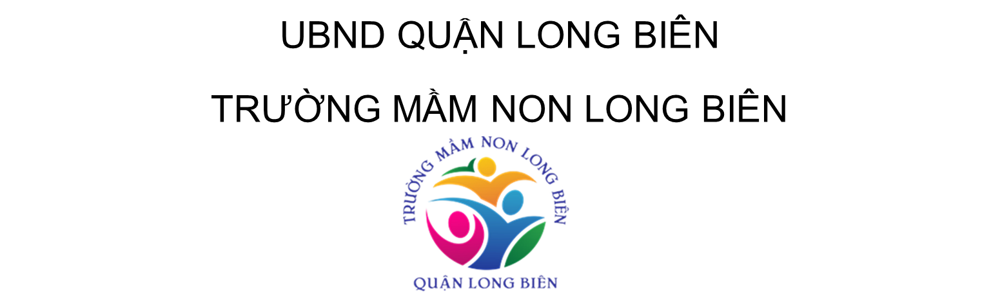 UBND QUẬN LONG BIÊN
TRƯỜNG MẦM NON LONG BIÊN
TRƯỜNG MẦM NON LONG BIÊN
QUẬN LONG BIÊN